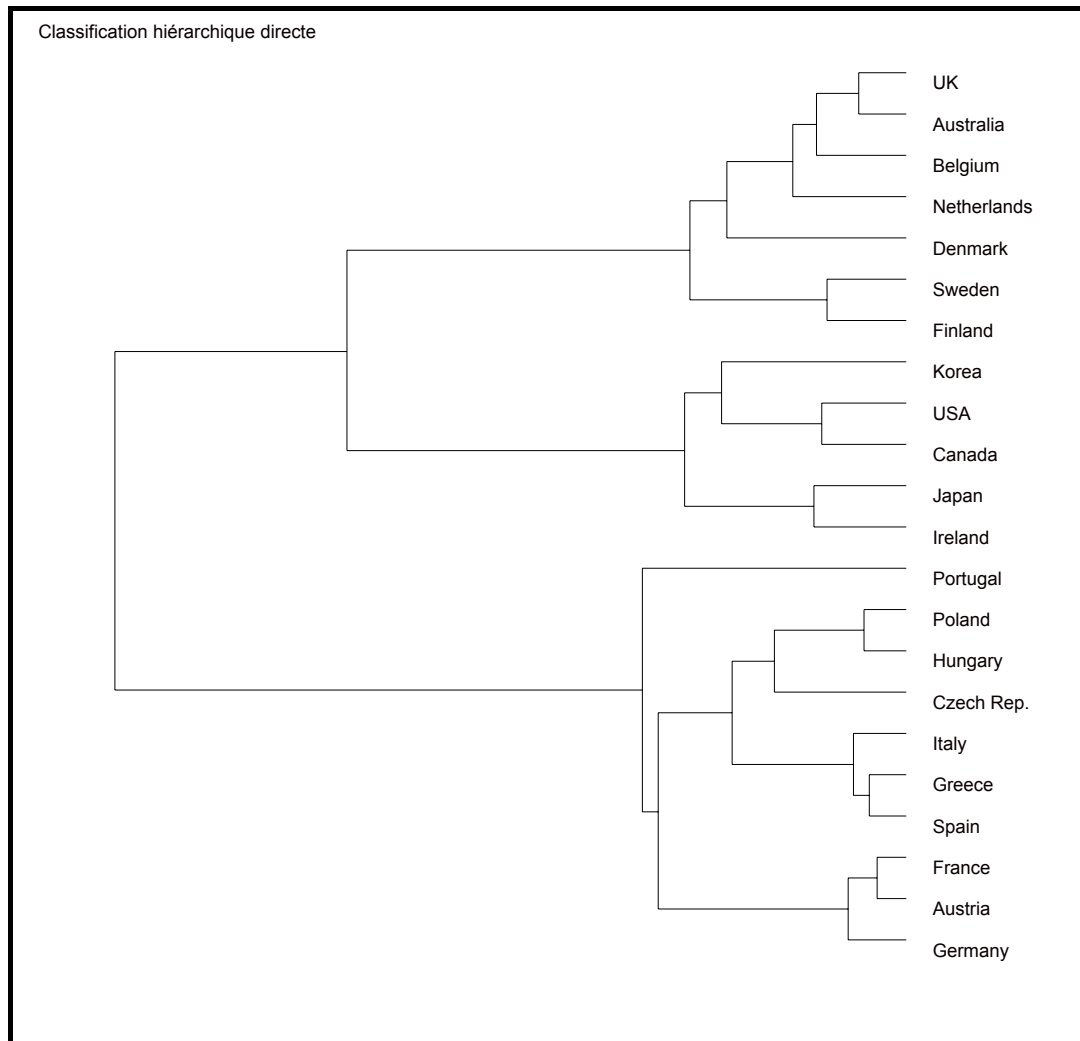 Classification hiérarchique directe
UK
Australia
Belgium
Netherlands
Denmark
Sweden
Finland
Korea
USA
Canada
Japan
Ireland
Portugal
Poland
Hungary
Czech Rep.
Italy
Greece
Spain
France
Austria
Germany